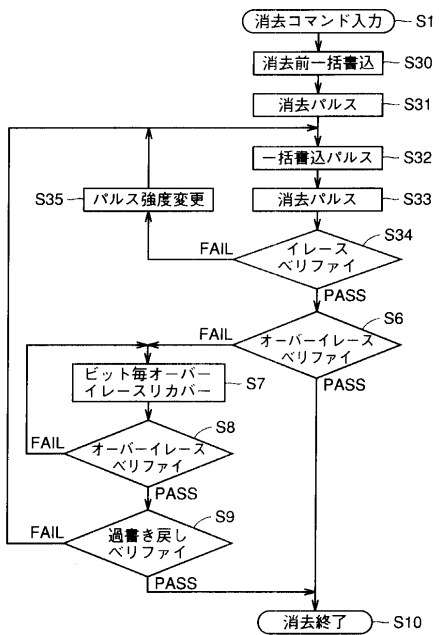 消去コマンド入力 S1
消去前一括書込 S30
消去パルス S31
一括書込パルス S32
S35 パルス強度変更
消去パルス S33
S34
FAIL
イレース
ベリファイ
PASS
S6
FAIL
オーバーイレース
ベリファイ
PASS
ビット毎オーバー
イレースリカバー
S7
S8
FAIL
オーバーイレース
ベリファイ
PASS
S9
FAIL
過書き戻し
ベリファイ
PASS
消去終了 S10